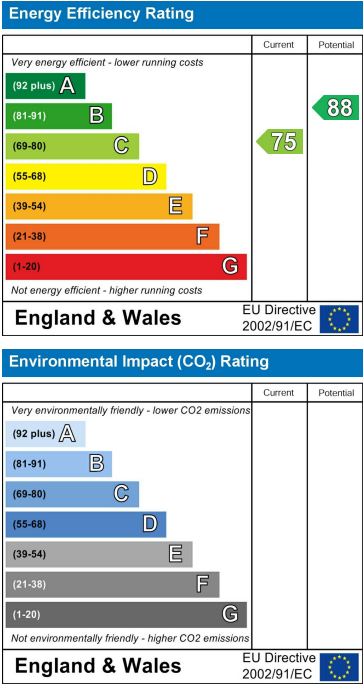 Energy Efficiency Rating
Current Potential
Very energy efficient - lower running costs
(92 plus) A
(81-91) B
(69-80) C
(55-68) D
(39-54) E
(21-38) F
(1-20) G
75
88
Not energy efficient - higher running costs
England & Wales
EU Directive
2002/91/EC
Environmental Impact (CO₂) Rating
Current Potential
Very environmentally friendly - lower CO2 emissions
(92 plus) A
(81-91) B
(69-80) C
(55-68) D
(39-54) E
(21-38) F
(1-20) G
Not environmentally friendly - higher CO2 emissions
England & Wales
EU Directive
2002/91/EC